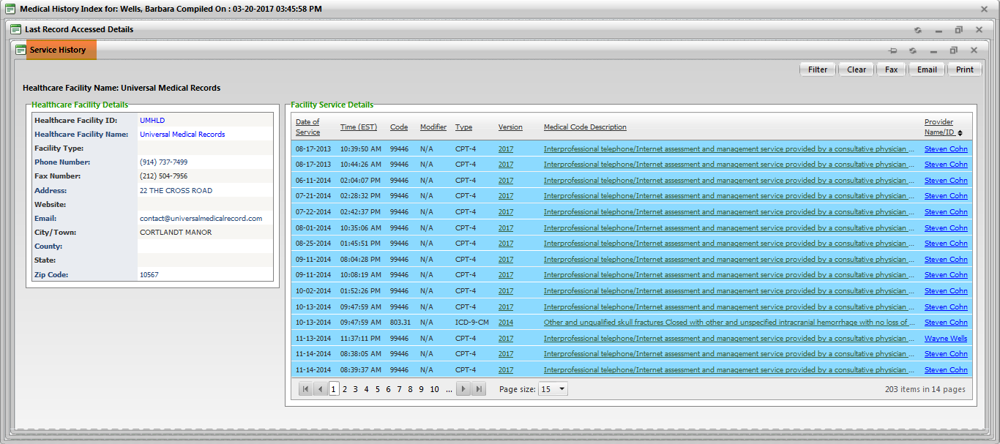 Medical History Index for: Wells, Barbara Compiled On : 03-20-2017 03:45:58 PM
Last Record Accessed Details
Service History
Filter Clear Fax Email Print
Healthcare Facility Name: Universal Medical Records
Healthcare Facility Details
Healthcare Facility ID: UMHLD
Healthcare Facility Name: Universal Medical Records
Facility Type:
Phone Number: (914) 737-7499
Fax Number: (212) 504-7956
Address: 22 THE CROSS ROAD
Website:
Email: contact@universalmedicalrecord.com
City/Town: CORTLANDT MANOR
County:
State:
Zip Code: 10567
Facility Service Details
Date of Service Time (EST) Code Modifier Type Version Medical Code Description Provider Name/ID
08-17-2013 10:39:50 AM 99446 N/A CPT-4 2017 Interprofessional telephone/Internet assessment and management service provided by a consultative physician ... Steven Cohn
08-17-2013 10:44:26 AM 99446 N/A CPT-4 2017 Interprofessional telephone/Internet assessment and management service provided by a consultative physician ... Steven Cohn
06-11-2014 02:04:07 PM 99446 N/A CPT-4 2017 Interprofessional telephone/Internet assessment and management service provided by a consultative physician ... Steven Cohn
07-21-2014 02:28:32 PM 99446 N/A CPT-4 2017 Interprofessional telephone/Internet assessment and management service provided by a consultative physician ... Steven Cohn
07-22-2014 02:42:37 PM 99446 N/A CPT-4 2017 Interprofessional telephone/Internet assessment and management service provided by a consultative physician ... Steven Cohn
08-01-2014 10:35:06 AM 99446 N/A CPT-4 2017 Interprofessional telephone/Internet assessment and management service provided by a consultative physician ... Steven Cohn
08-25-2014 01:45:51 PM 99446 N/A CPT-4 2017 Interprofessional telephone/Internet assessment and management service provided by a consultative physician ... Steven Cohn
09-11-2014 08:04:28 PM 99446 N/A CPT-4 2017 Interprofessional telephone/Internet assessment and management service provided by a consultative physician ... Steven Cohn
09-11-2014 10:08:19 AM 99446 N/A CPT-4 2017 Interprofessional telephone/Internet assessment and management service provided by a consultative physician ... Steven Cohn
10-02-2014 01:52:26 PM 99446 N/A CPT-4 2017 Interprofessional telephone/Internet assessment and management service provided by a consultative physician ... Steven Cohn
10-13-2014 09:47:59 AM 99446 N/A CPT-4 2017 Interprofessional telephone/Internet assessment and management service provided by a consultative physician ... Steven Cohn
10-13-2014 09:47:59 AM 803.31 N/A ICD-9-CM 2014 Other and unqualified skull fractures Closed with other and unspecified intracranial hemorrhage with no loss of ... Steven Cohn
11-13-2014 11:37:11 PM 99446 N/A CPT-4 2017 Interprofessional telephone/Internet assessment and management service provided by a consultative physician ... Wayne Wells
11-14-2014 08:38:05 AM 99446 N/A CPT-4 2017 Interprofessional telephone/Internet assessment and management service provided by a consultative physician ... Steven Cohn
11-14-2014 08:39:37 AM 99446 N/A CPT-4 2017 Interprofessional telephone/Internet assessment and management service provided by a consultative physician ... Steven Cohn
1 2 3 4 5 6 7 8 9 10 ... Page size: 15 203 items in 14 pages